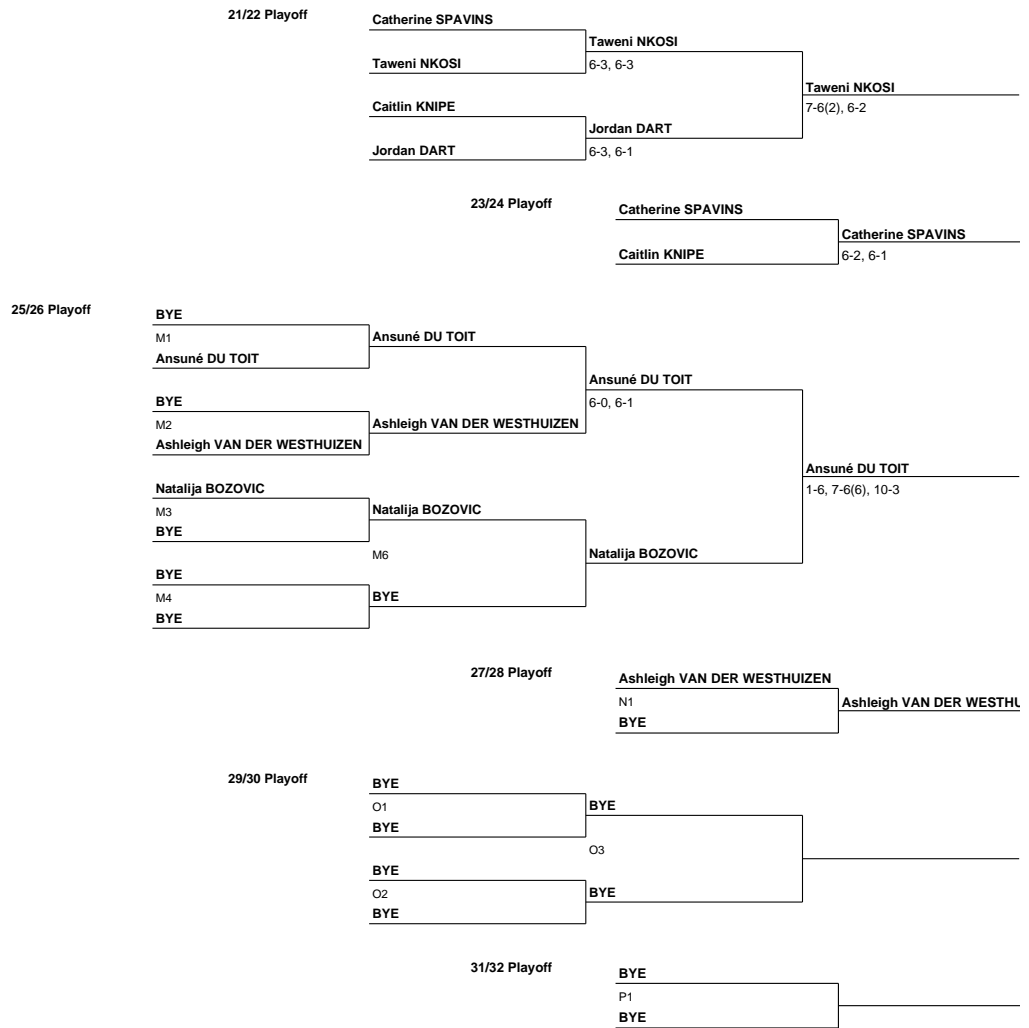 21/22 Playoff
Catherine SPAVINS
Taweni NKOSI
Taweni NKOSI
6-3, 6-3
Taweni NKOSI
7-6(2), 6-2
Caitlin KNIPE
Jordan DART
Jordan DART
6-3, 6-1
23/24 Playoff
Catherine SPAVINS
Catherine SPAVINS
Caitlin KNIPE
6-2, 6-1
25/26 Playoff
BYE
M1
Ansuné DU TOIT
Ansuné DU TOIT
Ansuné DU TOIT
6-0, 6-1
BYE
M2
Ashleigh VAN DER WESTHUIZEN
Ashleigh VAN DER WESTHUIZEN
Ansuné DU TOIT
1-6, 7-6(6), 10-3
Natalija BOZOVIC
M3
Natalija BOZOVIC
BYE
M6
Natalija BOZOVIC
BYE
M4
BYE
BYE
27/28 Playoff
Ashleigh VAN DER WESTHUIZEN
N1
Ashleigh VAN DER WESTHU
BYE
29/30 Playoff
BYE
O1
BYE
BYE
O3
BYE
O2
BYE
BYE
31/32 Playoff
BYE
P1
BYE